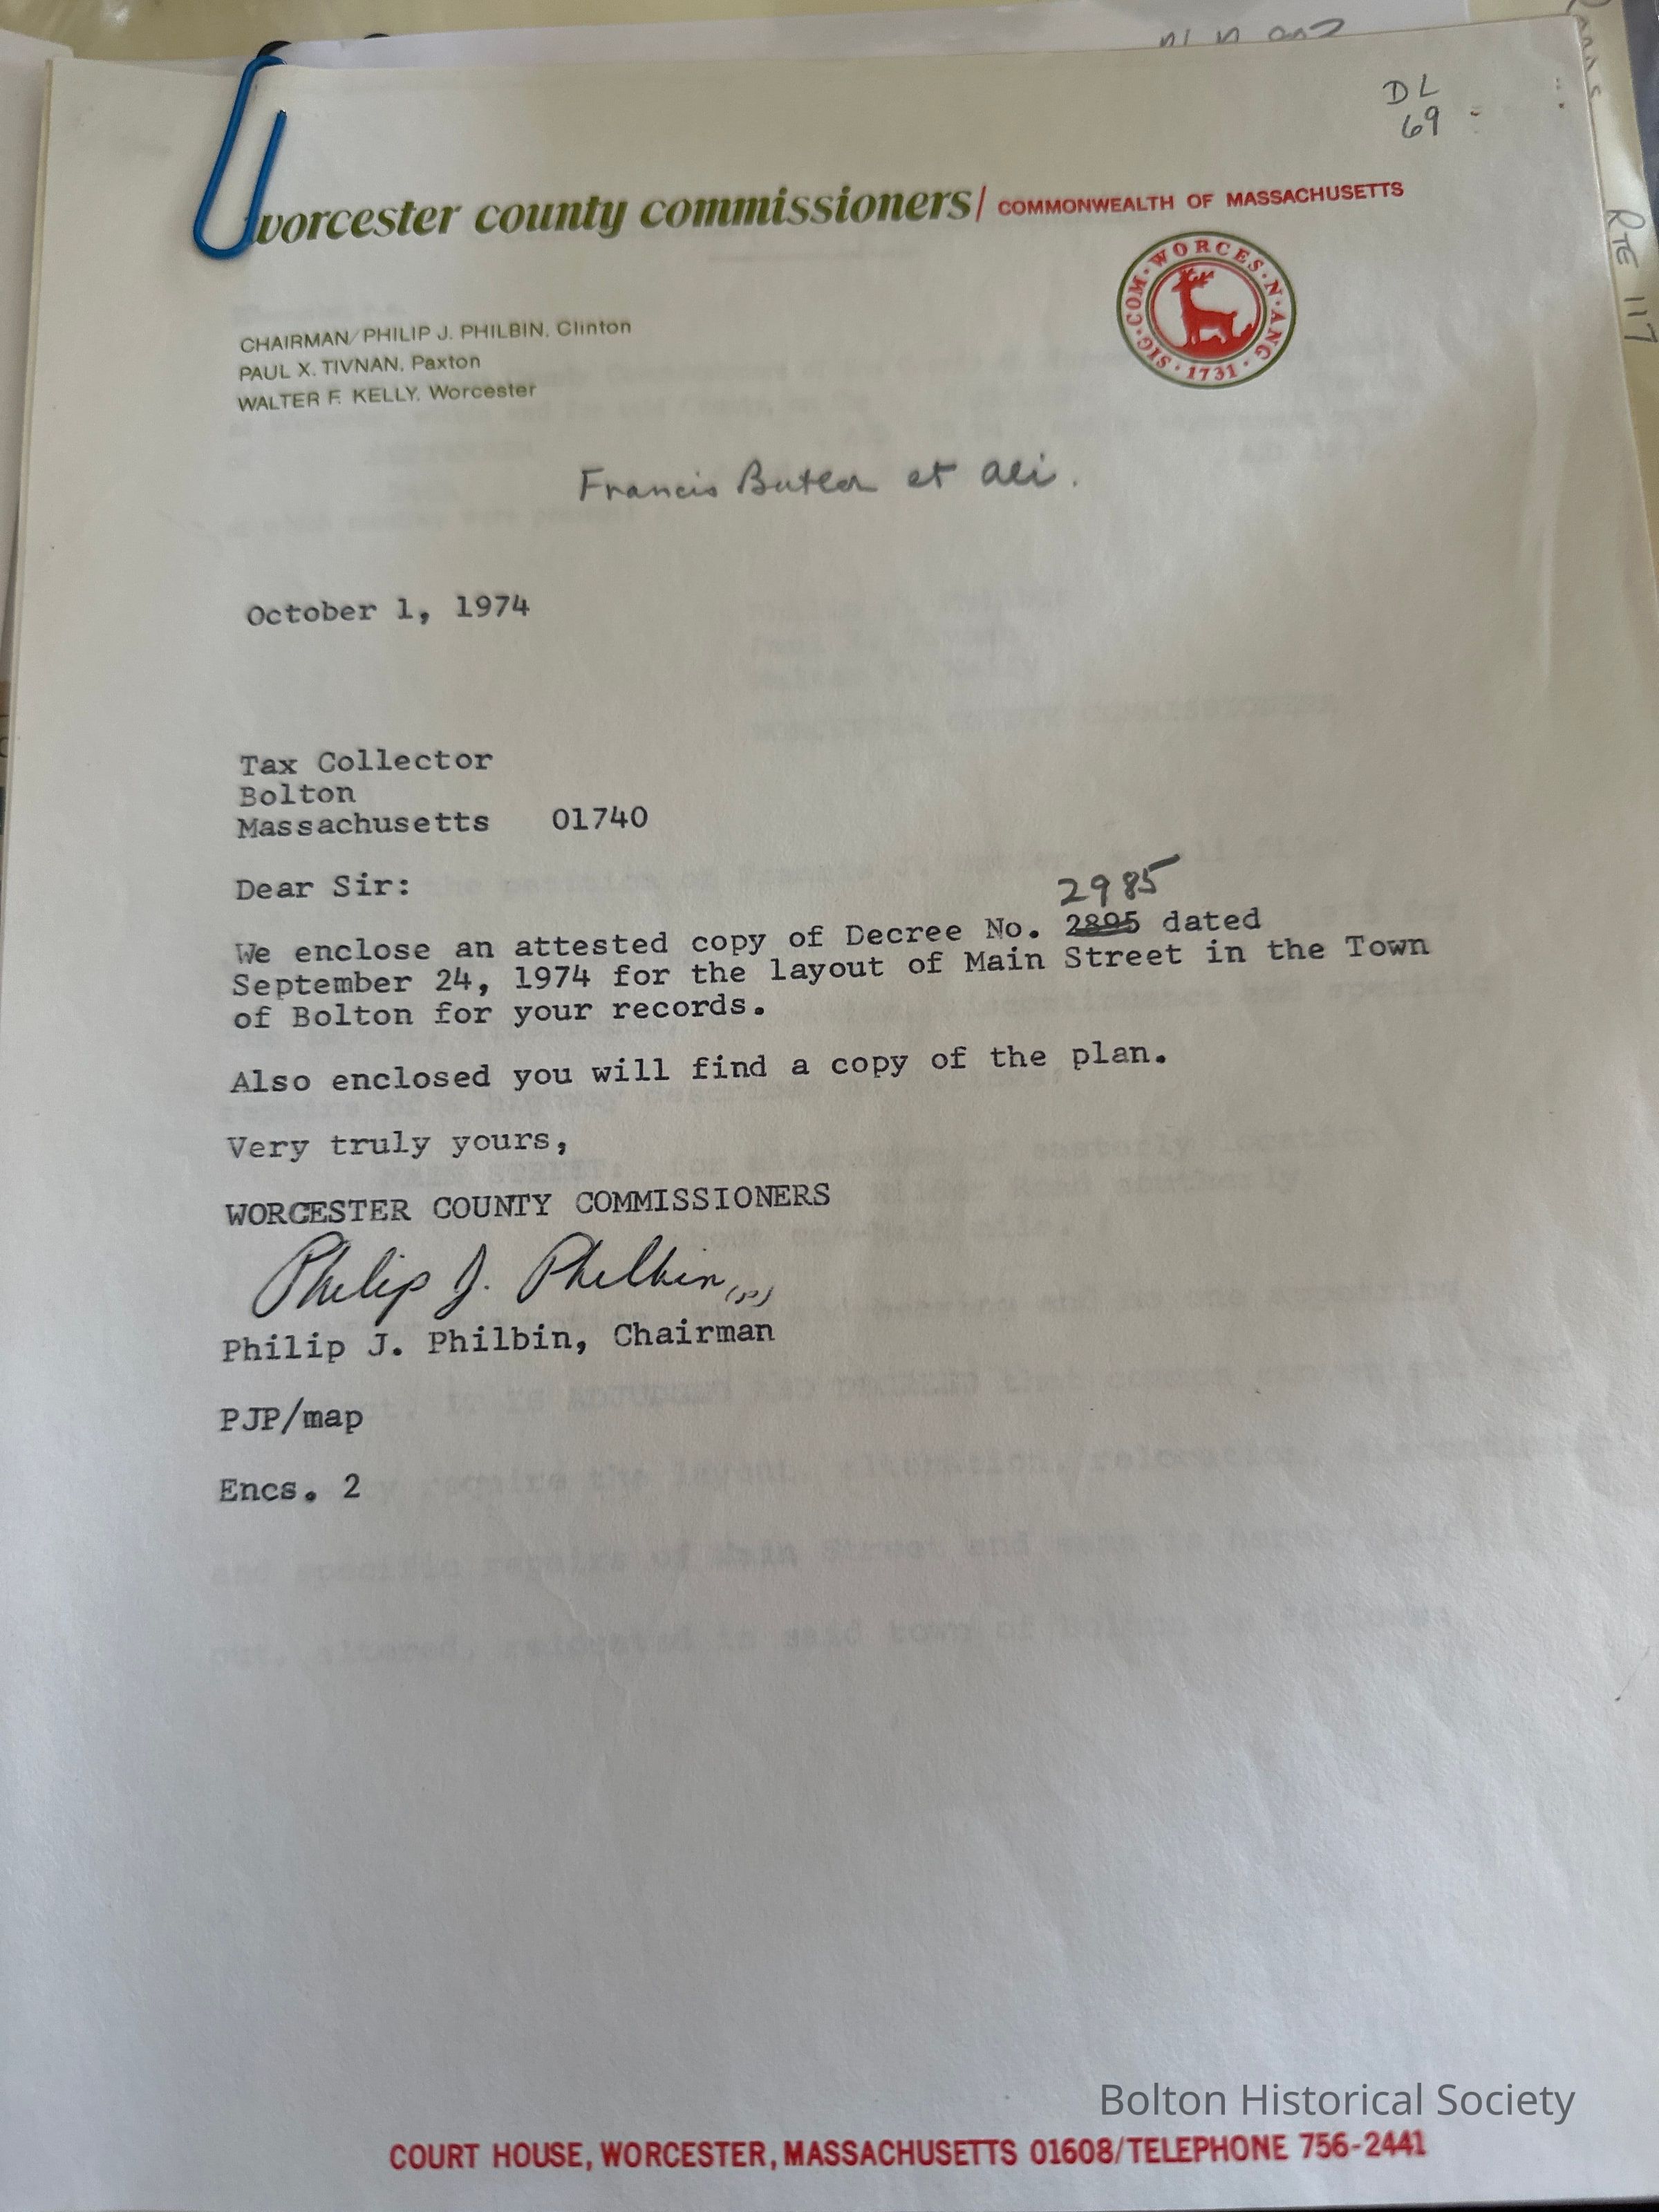 DL
69
RTE 117
worcester county commissioners/ COMMONWEALTH OF MASSACHUSETTS
SIG · COM · WORCES · N · ANG · 1731 ·
CHAIRMAN/PHILIP J. PHILBIN, Clinton
PAUL X. TIVNAN, Paxton
WALTER F. KELLY, Worcester
Francis Butler et ali.
October 1, 1974
Tax Collector
Bolton
Massachusetts 01740
Dear Sir:
2985
We enclose an attested copy of Decree No. 2895 dated
September 24, 1974 for the layout of Main Street in the Town
of Bolton for your records.
Also enclosed you will find a copy of the plan.
Very truly yours,
WORCESTER COUNTY COMMISSIONERS
Philip J. Philbin
Philip J. Philbin, Chairman
PJP/map
Encs. 2
Bolton Historical Society
COURT HOUSE, WORCESTER, MASSACHUSETTS 01608/TELEPHONE 756-2441